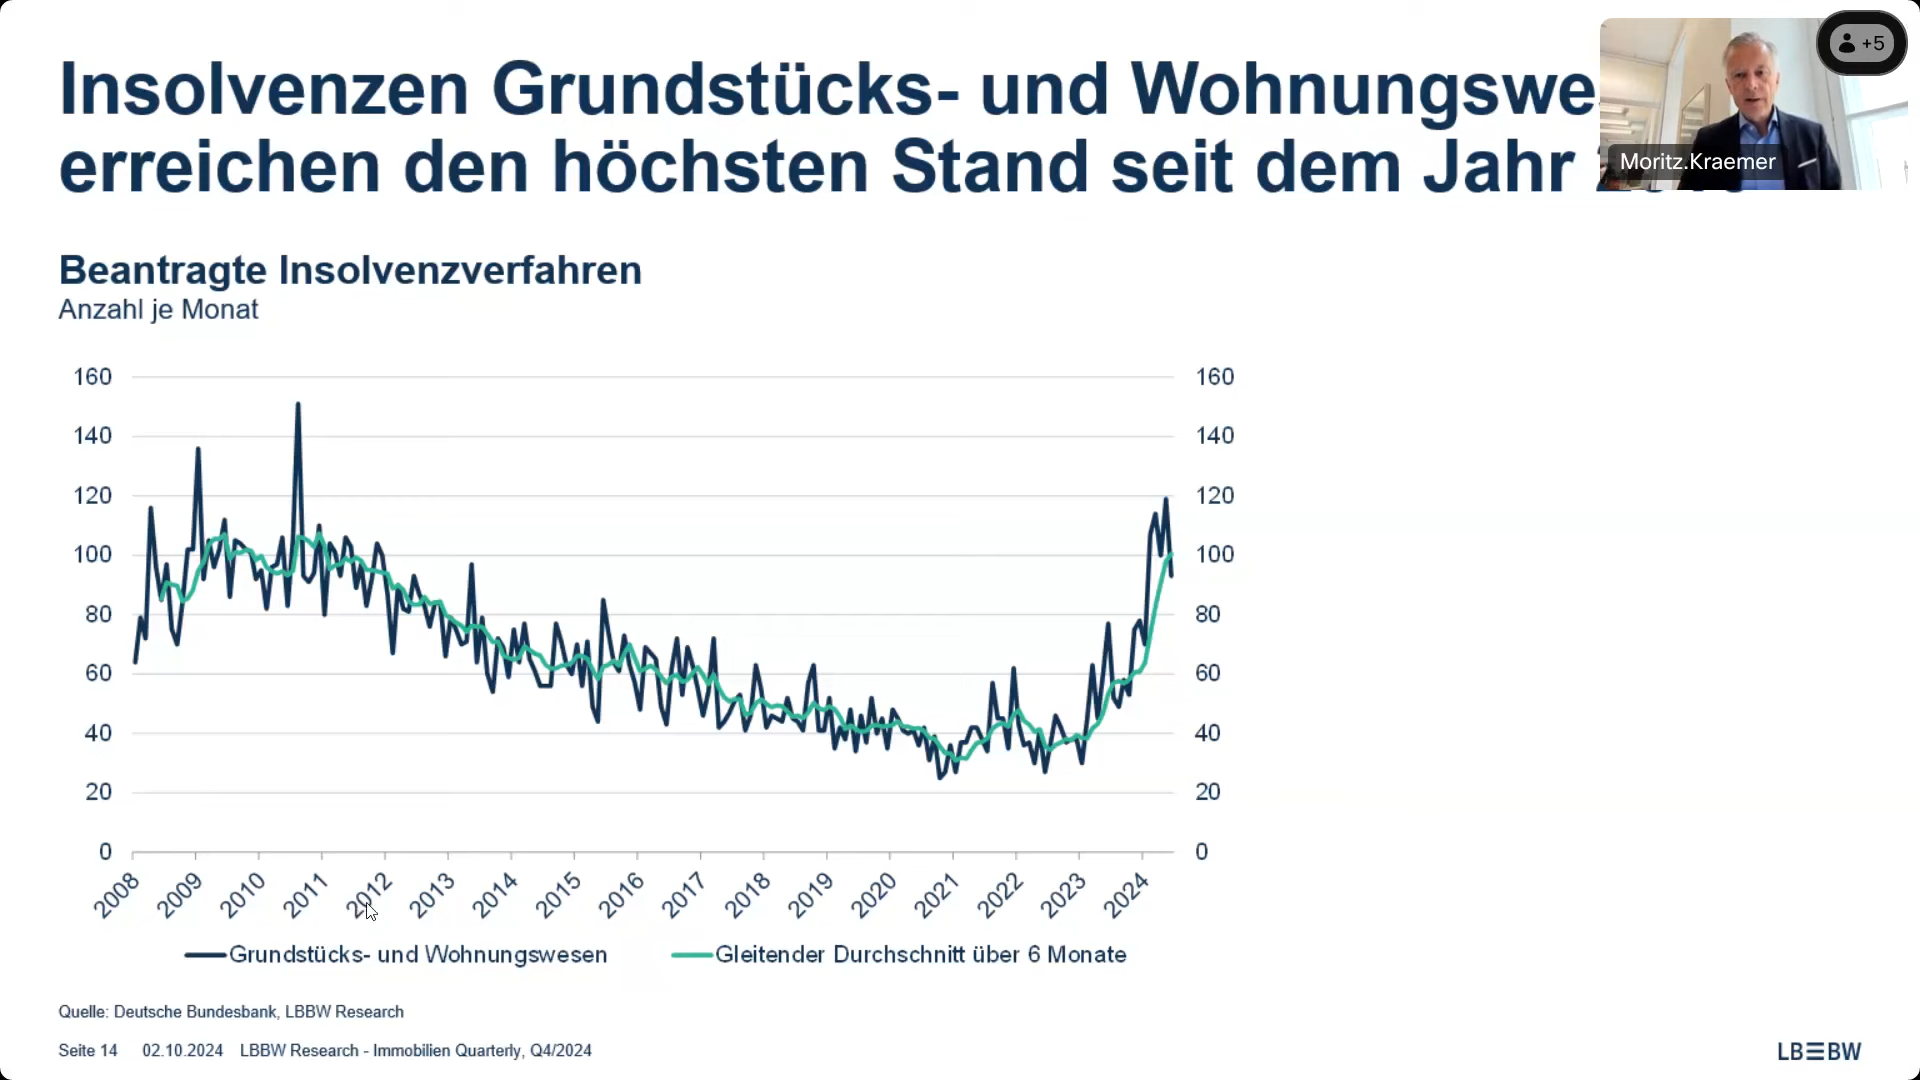 Insolvenzen Grundstücks- und Wohnungswe
erreichen den höchsten Stand seit dem Jahr
+5
Moritz.Kraemer
Beantragte Insolvenzverfahren
Anzahl je Monat
160 160
140 140
120 120
100 100
80 80
60 60
40 40
20 20
0 0
2008 2009 2010 2011 2012 2013 2014 2015 2016 2017 2018 2019 2020 2021 2022 2023 2024
Grundstücks- und Wohnungswesen Gleitender Durchschnitt über 6 Monate
Quelle: Deutsche Bundesbank, LBBW Research
Seite 14 02.10.2024 LBBW Research - Immobilien Quarterly, Q4/2024
LBBW